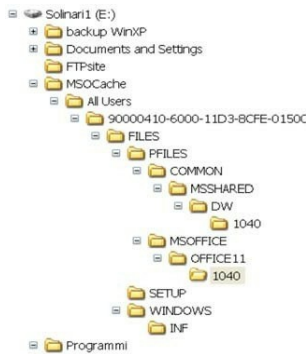 Solinari1 (E:)
backup WinXP
Documents and Settings
FTPsite
MSOCache
All Users
90000410-6000-11D3-8CFE-0150
FILES
PFILES
COMMON
MSSHARED
DW
1040
MSOFFICE
OFFICE11
1040
SETUP
WINDOWS
INF
Programmi